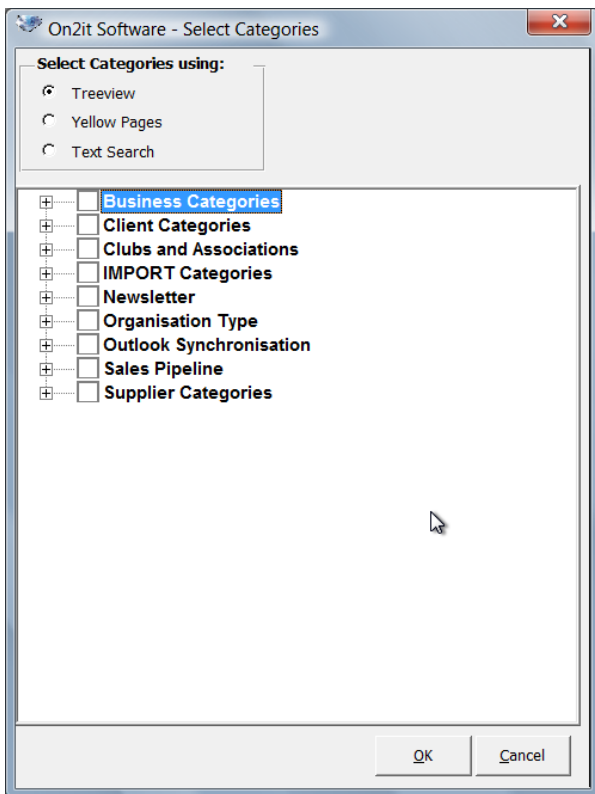 On2it Software - Select Categories
Select Categories using:
Treeview
Yellow Pages
Text Search
Business Categories
Client Categories
Clubs and Associations
IMPORT Categories
Newsletter
Organisation Type
Outlook Synchronisation
Sales Pipeline
Supplier Categories
OK Cancel